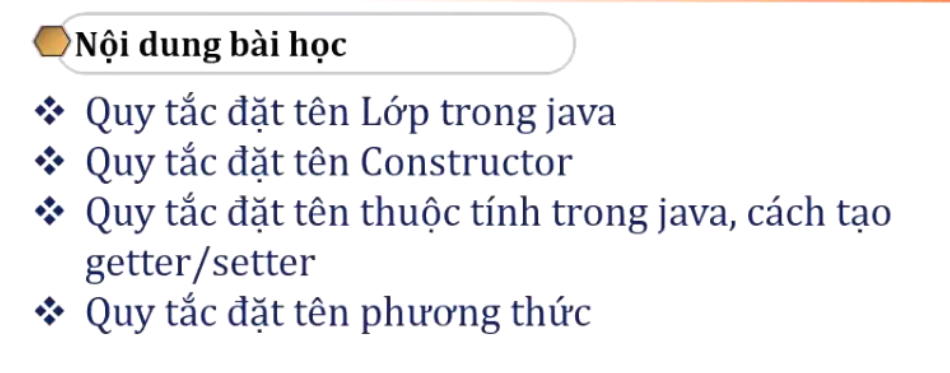 Nội dung bài học
Quy tắc đặt tên Lớp trong java
Quy tắc đặt tên Constructor
Quy tắc đặt tên thuộc tính trong java, cách tạo
getter/setter
Quy tắc đặt tên phương thức